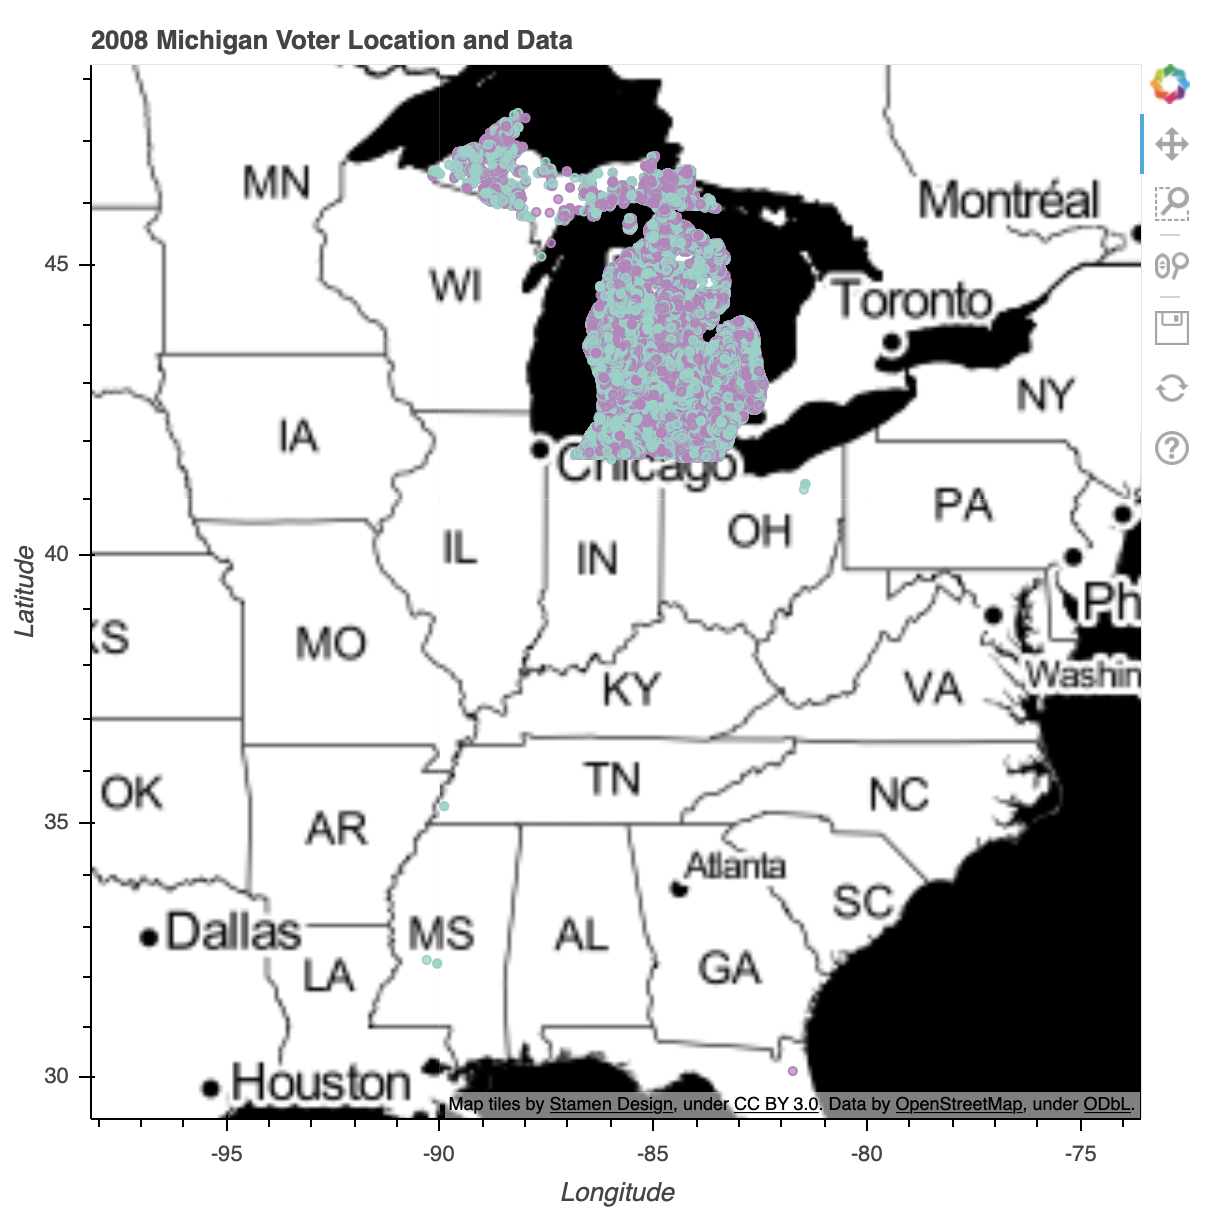 2008 Michigan Voter Location and Data
MN
Montréal
WI
45
Toronto
NY
IA
Chicago
PA
OH
IL
IN
40
Latitude
KS
MO
Ph
KY
VA
Washin
TN
OK
NC
AR
35
Atlanta
SC
Dallas
MS
AL
GA
LA
30
Houston
Map tiles by Stamen Design, under CC BY 3.0. Data by OpenStreetMap, under ODbL.
-95 -90 -85 -80 -75
Longitude